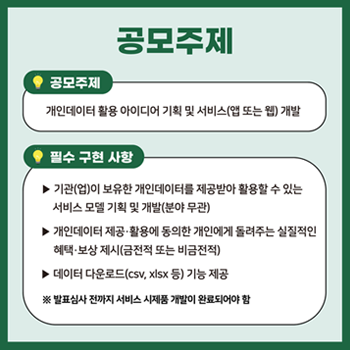 공모주제
공모주제
개인데이터 활용 아이디어 기획 및 서비스(앱 또는 웹) 개발
필수 구현 사항
▶ 기관(업)이 보유한 개인데이터를 제공받아 활용할 수 있는
서비스 모델 기획 및 개발(분야 무관)
▶ 개인데이터 제공·활용에 동의한 개인에게 돌려주는 실질적인
혜택·보상 제시(금전적 또는 비금전적)
▶ 데이터 다운로드(csv, xlsx 등) 기능 제공
※ 발표심사 전까지 서비스 시제품 개발이 완료되어야 함